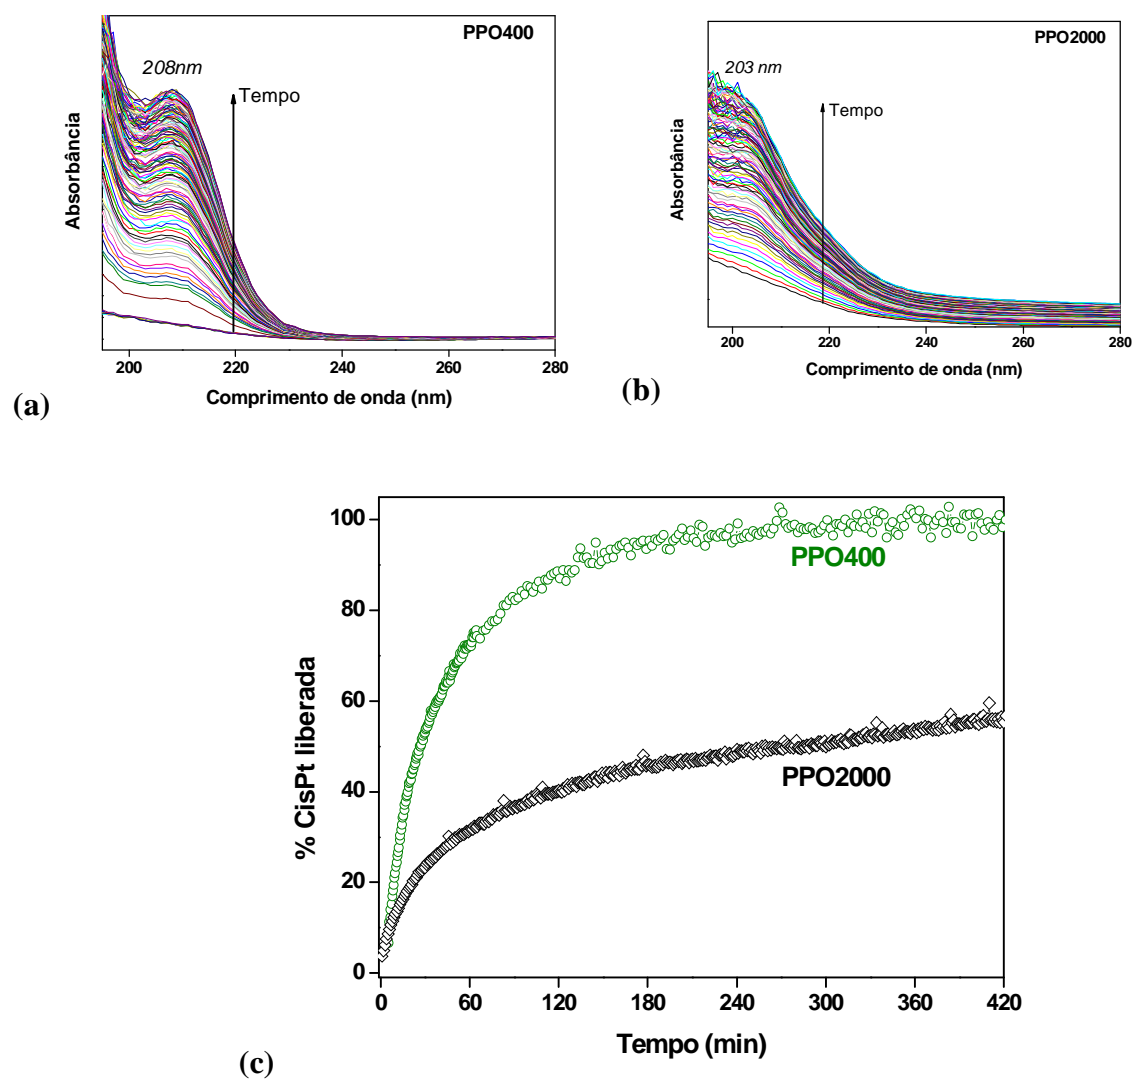 PPO400
208nm
Tempo
Absorbância
200
220
240
260
280
Comprimento de onda (nm)
(a)
PPO2000
203 nm
Tempo
Absorbância
200
220
240
260
280
Comprimento de onda (nm)
(b)
100
80
60
40
20
0
% CisPt liberada
PPO400
PPO2000
0
60
120
180
240
300
360
420
Tempo (min)
(c)